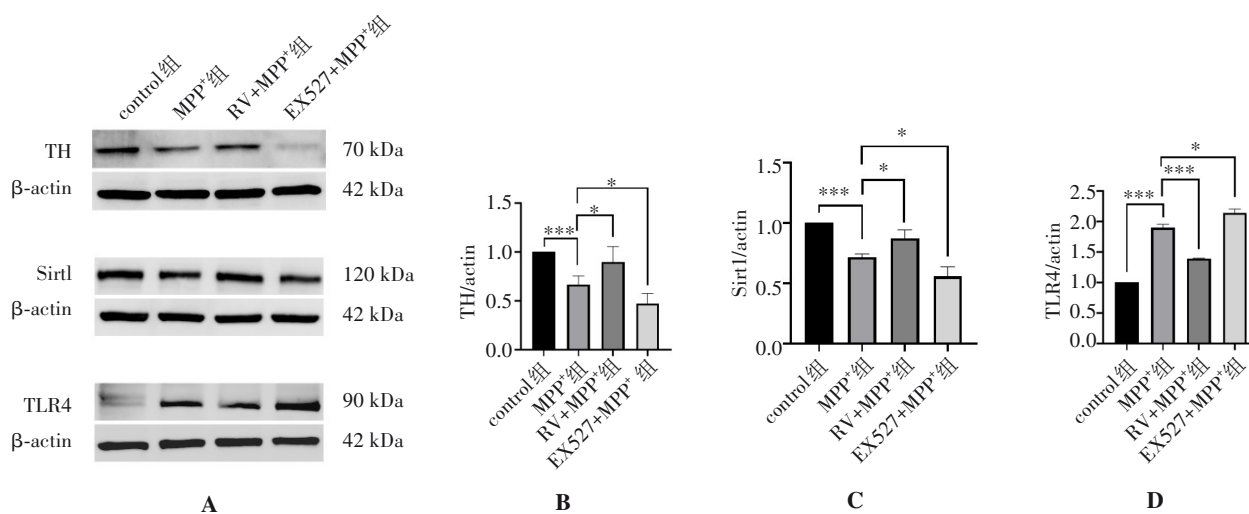 control组
MPP⁺组
RV+MPP⁺组
EX527+MPP⁺组
TH
70 kDa
β-actin
42 kDa
Sirtl
120 kDa
β-actin
42 kDa
TLR4
90 kDa
β-actin
42 kDa
A
TH/actin
1.5
1.0
0.5
0.0
***
*
*
control组
MPP⁺组
RV+MPP⁺组
EX527+MPP⁺ 组
B
Sirt1/actin
1.5
1.0
0.5
0.0
***
*
*
control组
MPP⁺组
RV+MPP⁺组
EX527+MPP⁺组
C
TLR4/actin
2.5
2.0
1.5
1.0
0.5
0.0
***
***
*
control组
MPP⁺组
RV+MPP⁺组
EX527+MPP⁺组
D